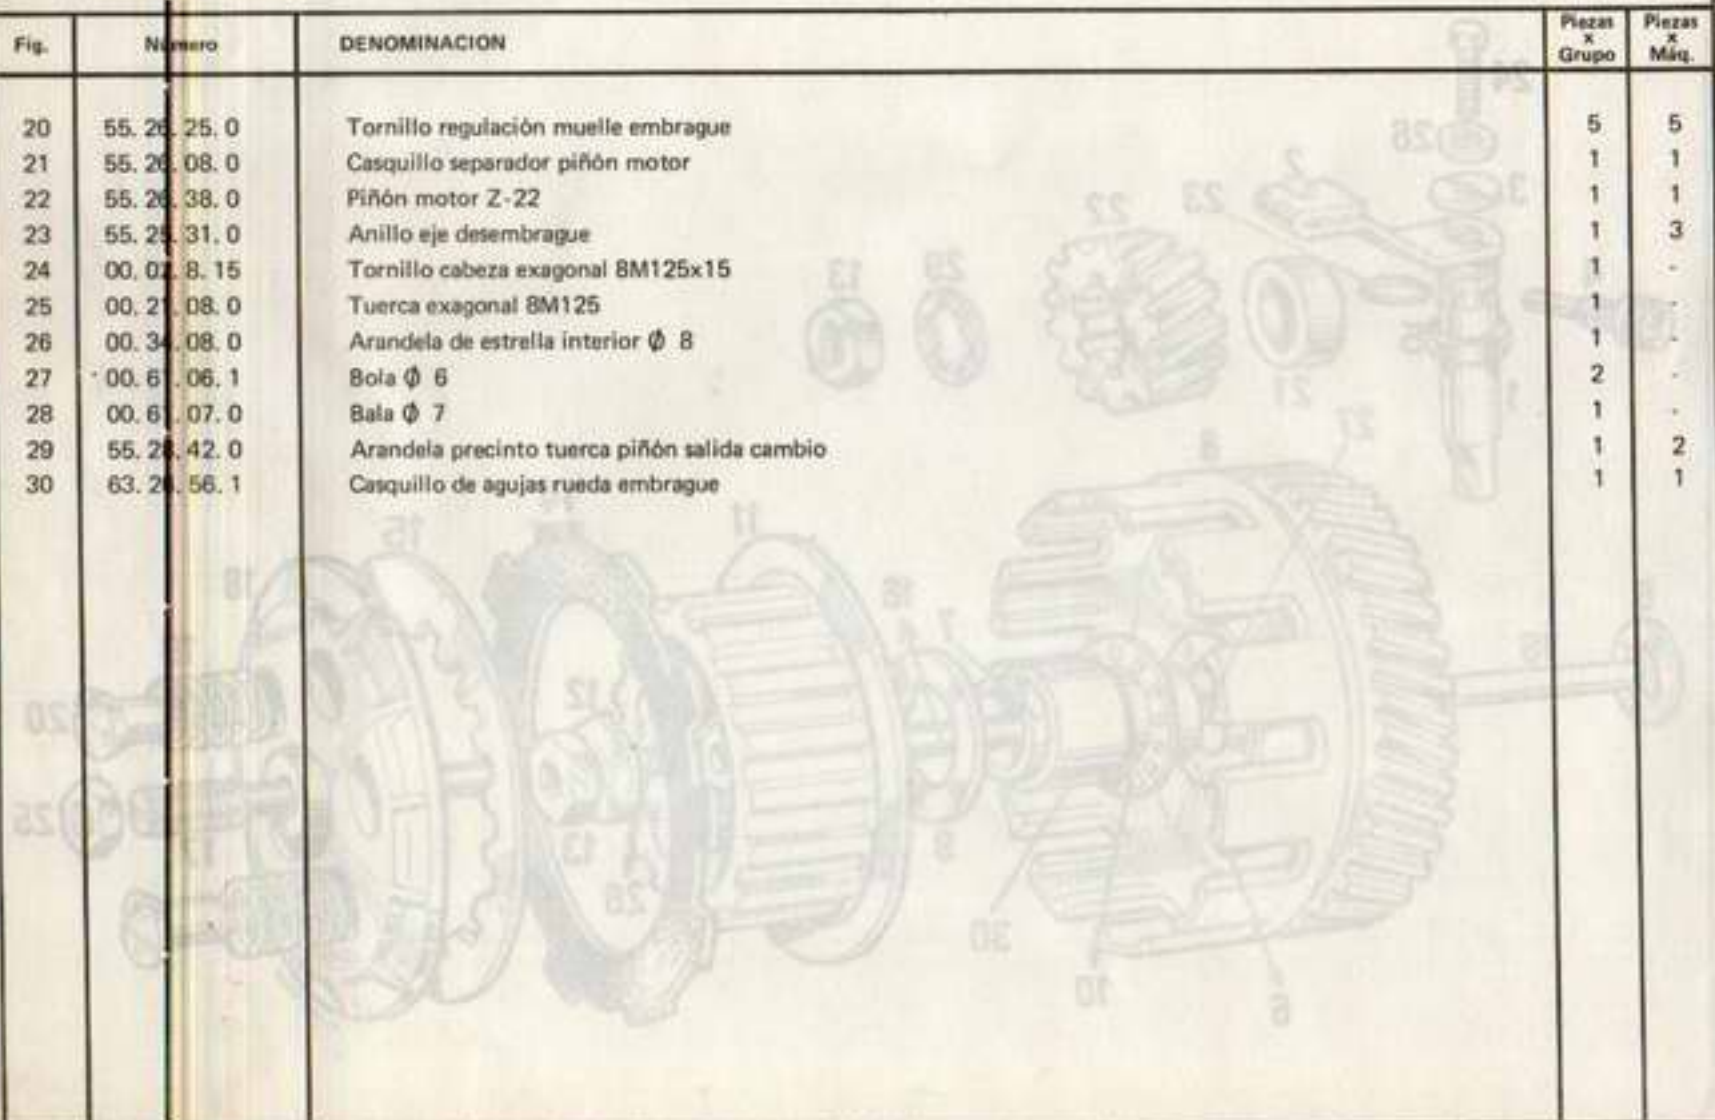 Fig. Número DENOMINACION Piezas x Grupo Piezas x Máq.
20 55. 26. 25. 0 Tornillo regulación muelle embrague 5 5
21 55. 26. 08. 0 Casquillo separador piñón motor 1 1
22 55. 26. 38. 0 Piñón motor Z-22 1 1
23 55. 25. 31. 0 Anillo eje desembrague 1 3
24 00. 02. 8. 15 Tornillo cabeza exagonal 8M125x15 1 -
25 00. 21. 08. 0 Tuerca exagonal 8M125 1 -
26 00. 34. 08. 0 Arandela de estrella interior Ø 8 1 -
27 00. 61. 06. 1 Bola Ø 6 2 -
28 00. 61. 07. 0 Bala Ø 7 1 -
29 55. 28. 42. 0 Arandela precinto tuerca piñón salida cambio 1 2
30 63. 26. 56. 1 Casquillo de agujas rueda embrague 1 1